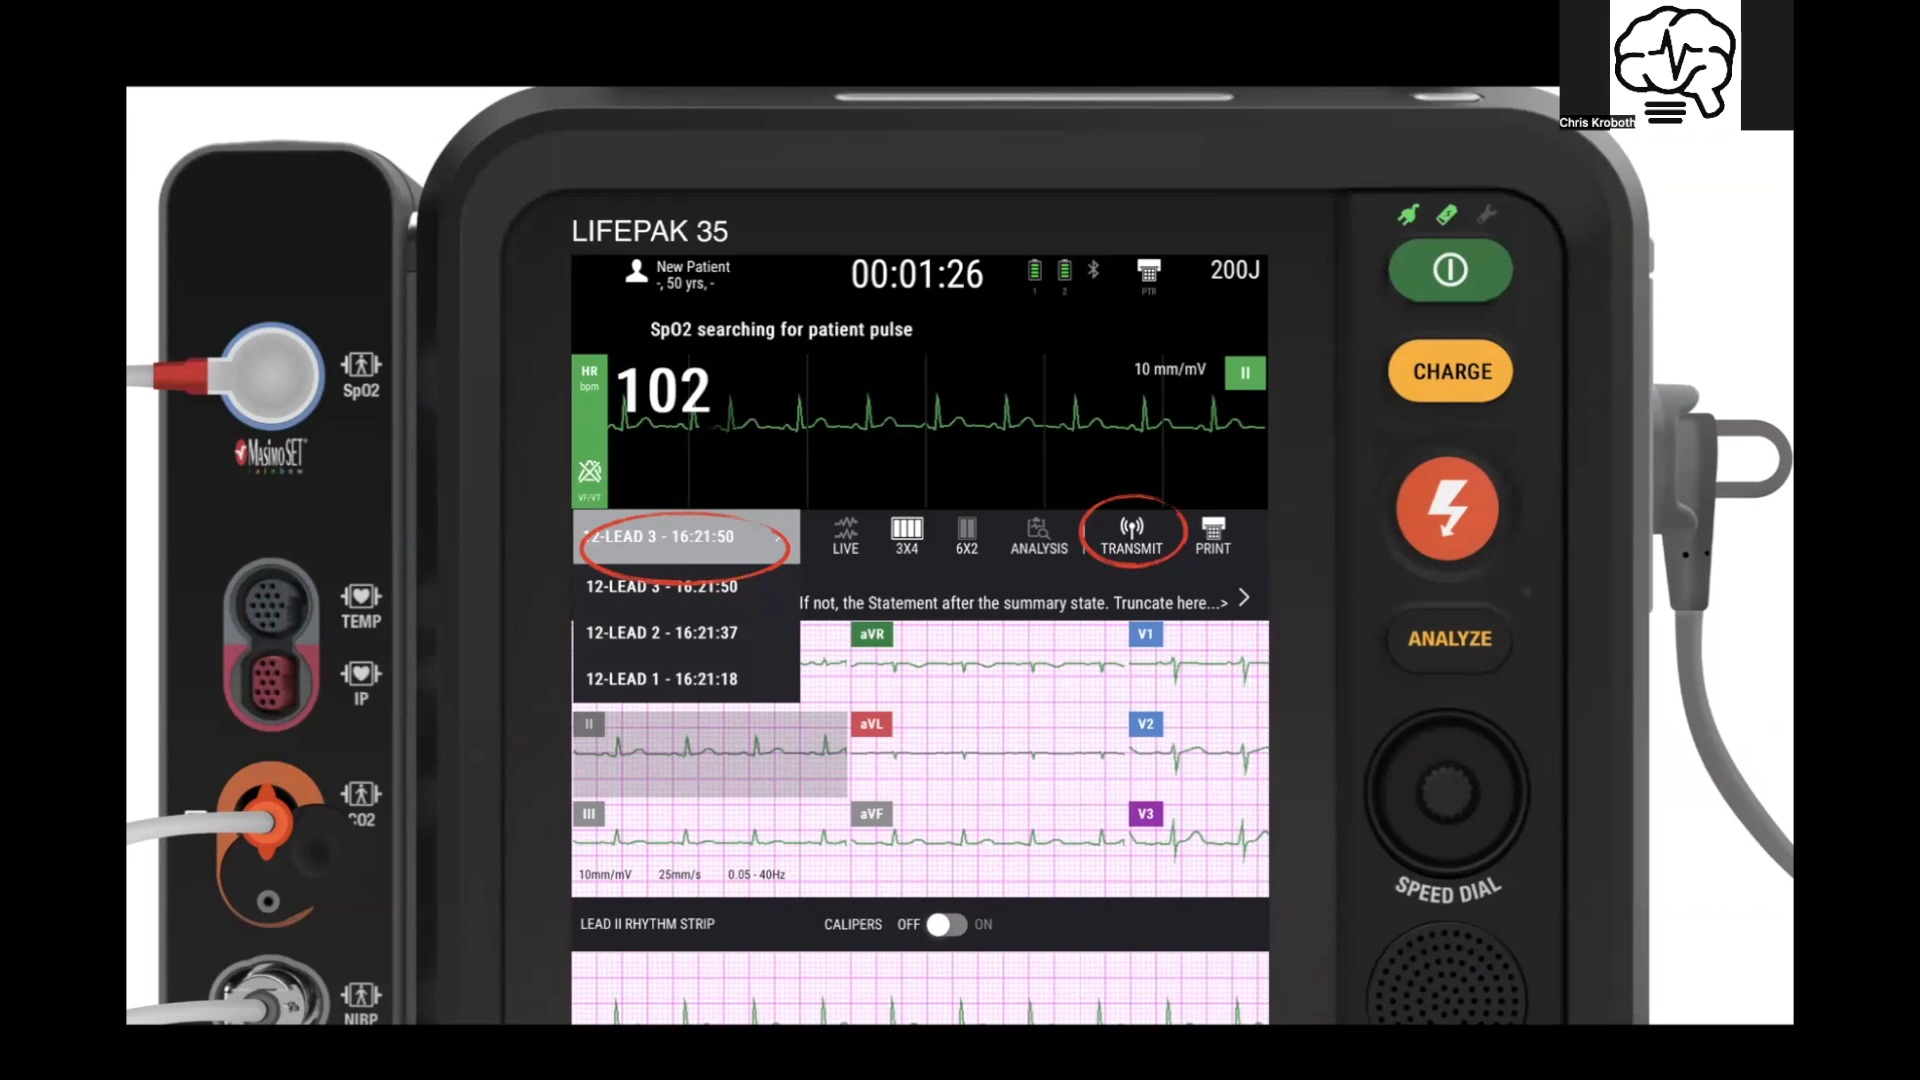 Chris Kroboth
LIFEPAK 35
New Patient
-, 50 yrs, -
00:01:26
1
2
PTR
200J
SpO2 searching for patient pulse
HR
bpm
102
10 mm/mV
II
VF/VT
CHARGE
SpO2
MasimoSET
rainbow
12-LEAD 3 - 16:21:50
LIVE
3X4
6X2
ANALYSIS
TRANSMIT
PRINT
12-LEAD 3 - 16:21:50
If not, the Statement after the summary state. Truncate here...>
12-LEAD 2 - 16:21:37
12-LEAD 1 - 16:21:18
aVR
V1
ANALYZE
TEMP
IP
II
aVL
V2
III
aVF
V3
CO2
10mm/mV
25mm/s
0.05 - 40Hz
SPEED DIAL
LEAD II RHYTHM STRIP
CALIPERS
OFF
ON
NIBP